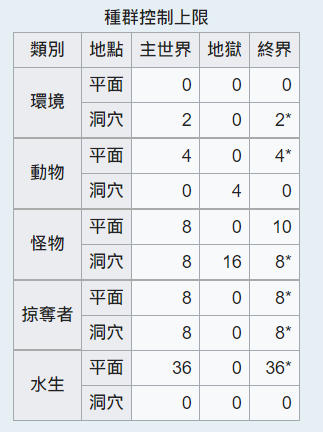 種群控制上限
類別 地點 主世界 地獄 終界
環境 平面 0 0 0
洞穴 2 0 2*
動物 平面 4 0 4*
洞穴 0 4 0
怪物 平面 8 0 10
洞穴 8 16 8*
掠奪者 平面 8 0 8*
洞穴 8 0 8*
水生 平面 36 0 36*
洞穴 0 0 0